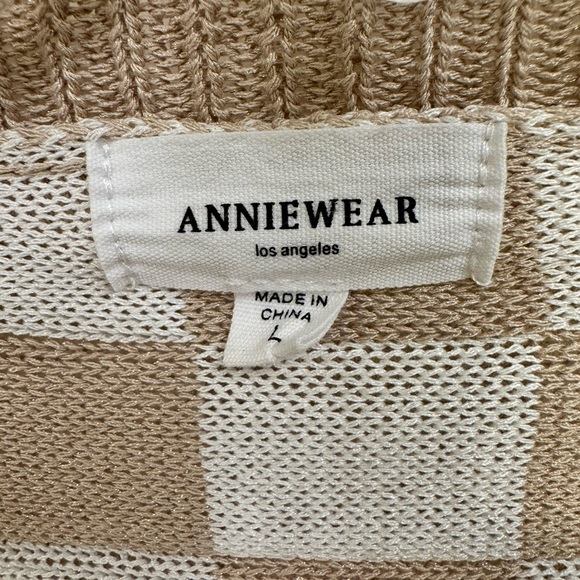 ANNIEWEAR
los angeles
MADE IN
CHINA
L